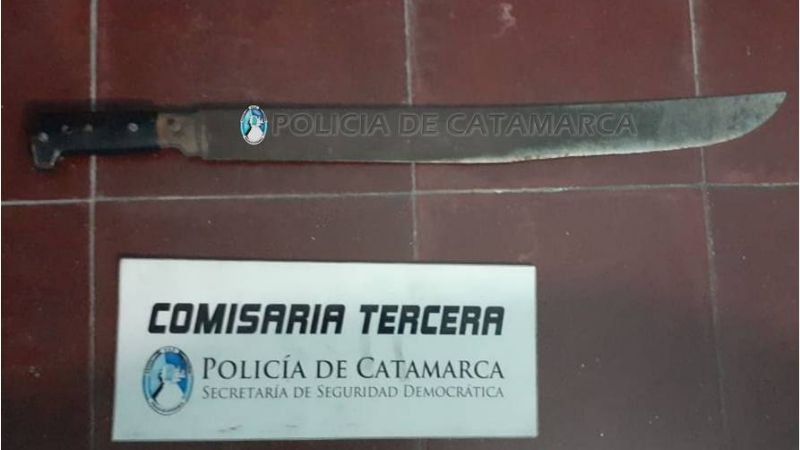 POLICIA DE CATAMARCA
COMISARIA TERCERA
POLICÍA DE CATAMARCA
SECRETARÍA DE SEGURIDAD DEMOCRÁTICA